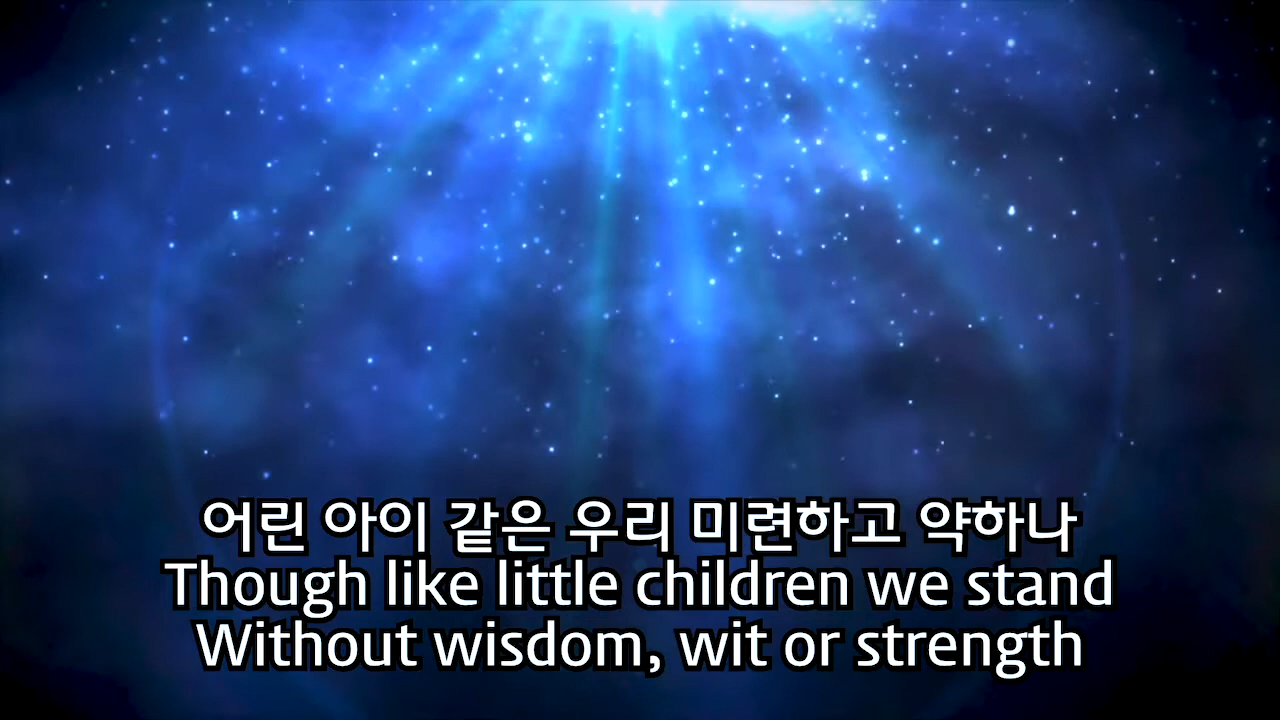 어린 아이 같은 우리 미련하고 약하나
Though like little children we stand
Without wisdom, wit or strength